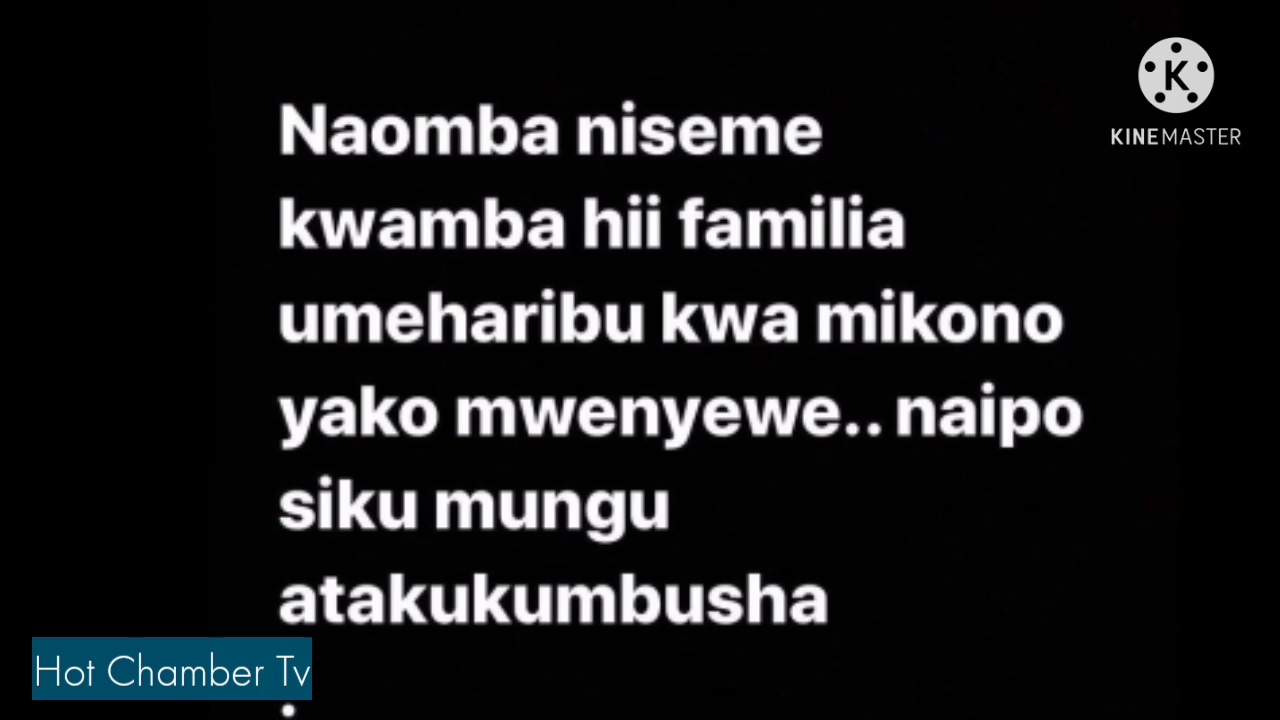 K
KINEMASTER
Naomba niseme
kwamba hii familia
umeharibu kwa mikono
yako mwenyewe.. naipo
siku mungu
atakukumbusha
Hot Chamber Tv